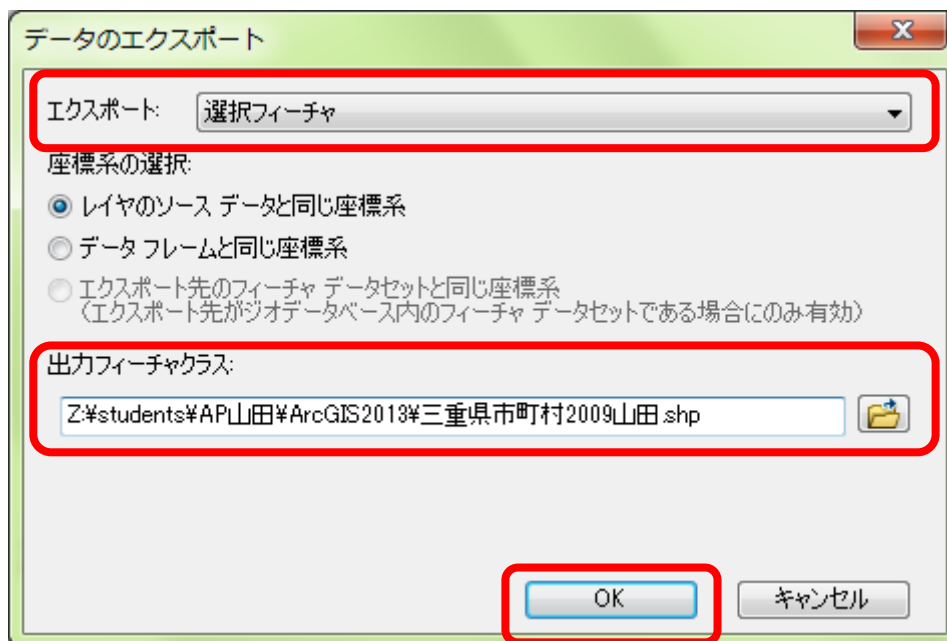 データのエクスポート
エクスポート: 選択フィーチャ
座標系の選択:
レイヤのソース データと同じ座標系
データ フレームと同じ座標系
エクスポート先のフィーチャ データセットと同じ座標系
(エクスポート先がジオデータベース内のフィーチャ データセットである場合にのみ有効)
出力フィーチャクラス:
Z:¥students¥AP山田¥ArcGIS2013¥三重県市町村2009山田.shp
OK キャンセル